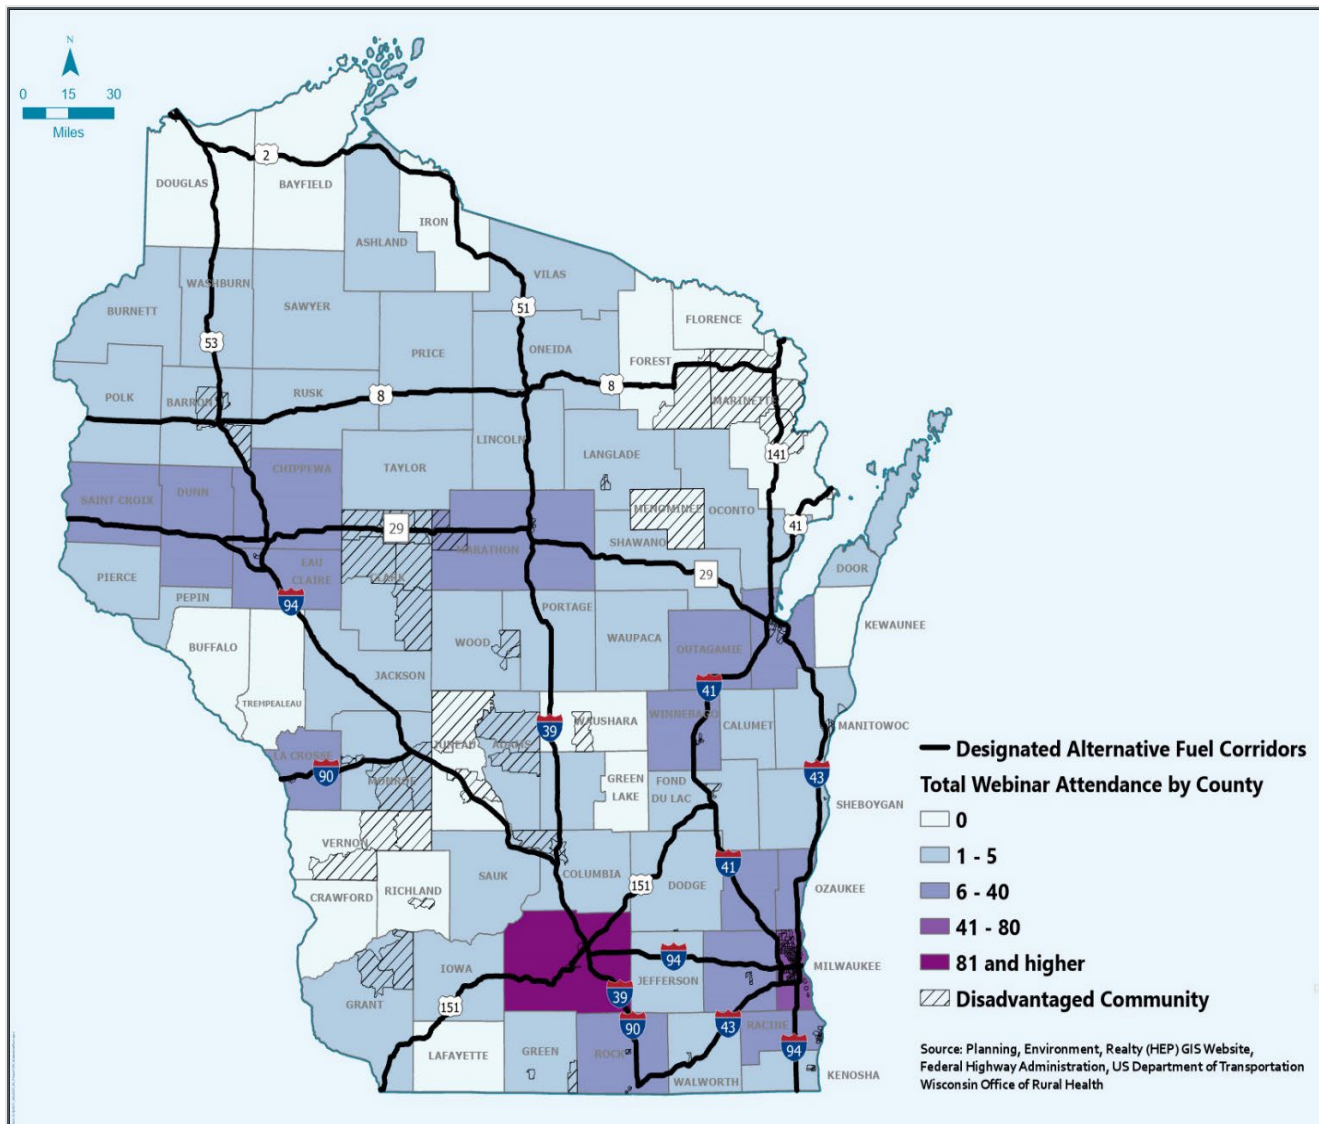 N
0 15 30
Miles
2
DOUGLAS
BAYFIELD
IRON
ASHLAND
VILAS
WASHBURN
SAWYER
BURNETT
51
FLORENCE
53
PRICE
ONEIDA
FOREST
8
8
RUSK
POLK
BARRON
MARINETTE
LINCOLN
LANGLADE
141
CHIPPEWA
TAYLOR
SAINT CROIX
DUNN
MENOMINEE
OCONTO
41
29
SHAWANO
MARATHON
EAU
CLAIRE
CLARK
PIERCE
29
DOOR
PEPIN
94
PORTAGE
KEWAUNEE
BUFFALO
WOOD
WAUPACA
OUTAGAMIE
JACKSON
41
TREMPEALEAU
39
WAUSHARA
WINNEBAGO
CALUMET
MANITOWOC
JUNEAU
ADAMS
LA CROSSE
90
MONROE
GREEN
LAKE
FOND
DU LAC
43
SHEBOYGAN
VERNON
41
SAUK
COLUMBIA
151
DODGE
OZAUKEE
RICHLAND
CRAWFORD
94
MILWAUKEE
IOWA
JEFFERSON
39
GRANT
151
90
43
RACINE
94
LAFAYETTE
GREEN
ROCK
WALWORTH
KENOSHA
Designated Alternative Fuel Corridors
Total Webinar Attendance by County
0
1 - 5
6 - 40
41 - 80
81 and higher
Disadvantaged Community
Source: Planning, Environment, Realty (HEP) GIS Website,
Federal Highway Administration, US Department of Transportation
Wisconsin Office of Rural Health